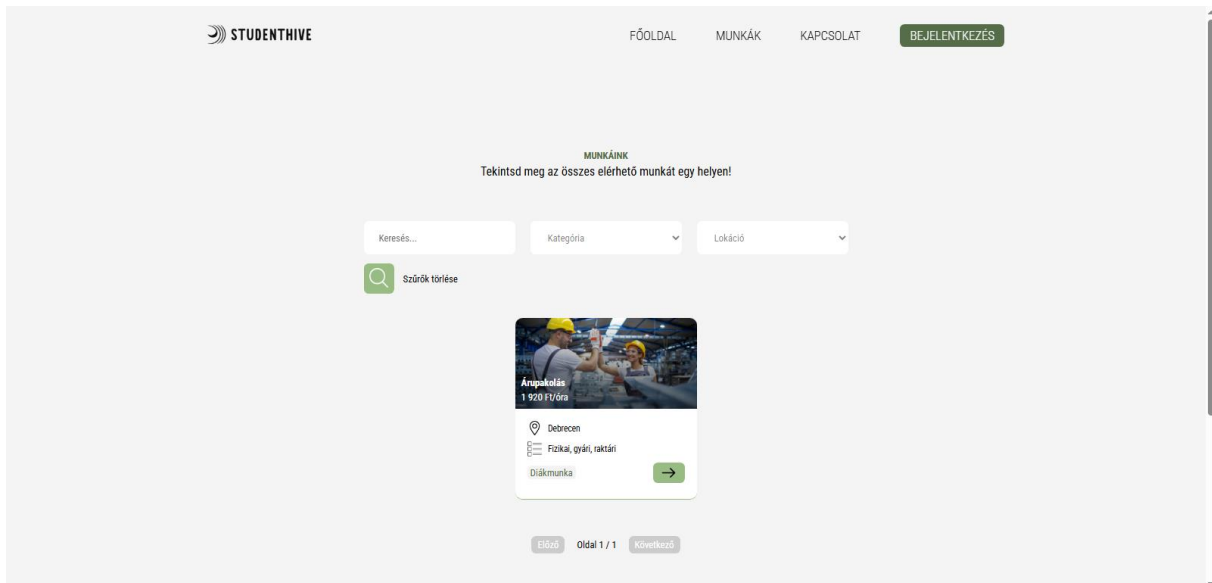 STUDENTHIVE
FŐOLDAL
MUNKÁK
KAPCSOLAT
BEJELENTKEZÉS
MUNKÁINK
Tekintsd meg az összes elérhető munkát egy helyen!
Keresés...
Kategória
Lokáció
Szűrők törlése
Árupakolás
1 920 Ft/óra
Debrecen
Fizikai, gyári, raktári
Diákmunka
Előző
Oldal 1 / 1
Következő